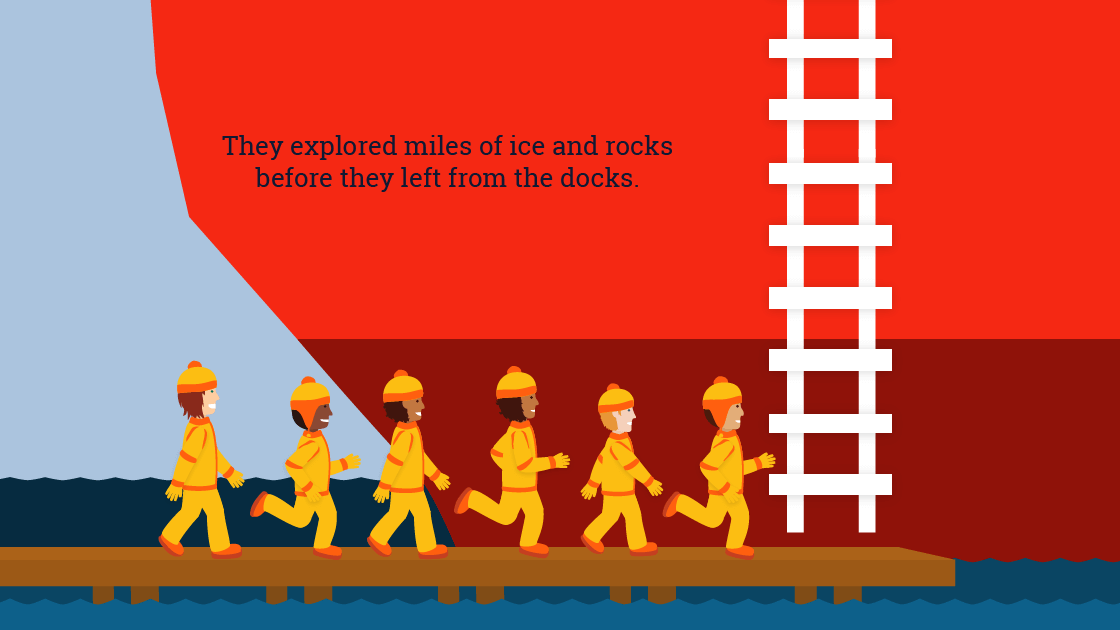 They explored miles of ice and rocks
before they left from the docks.